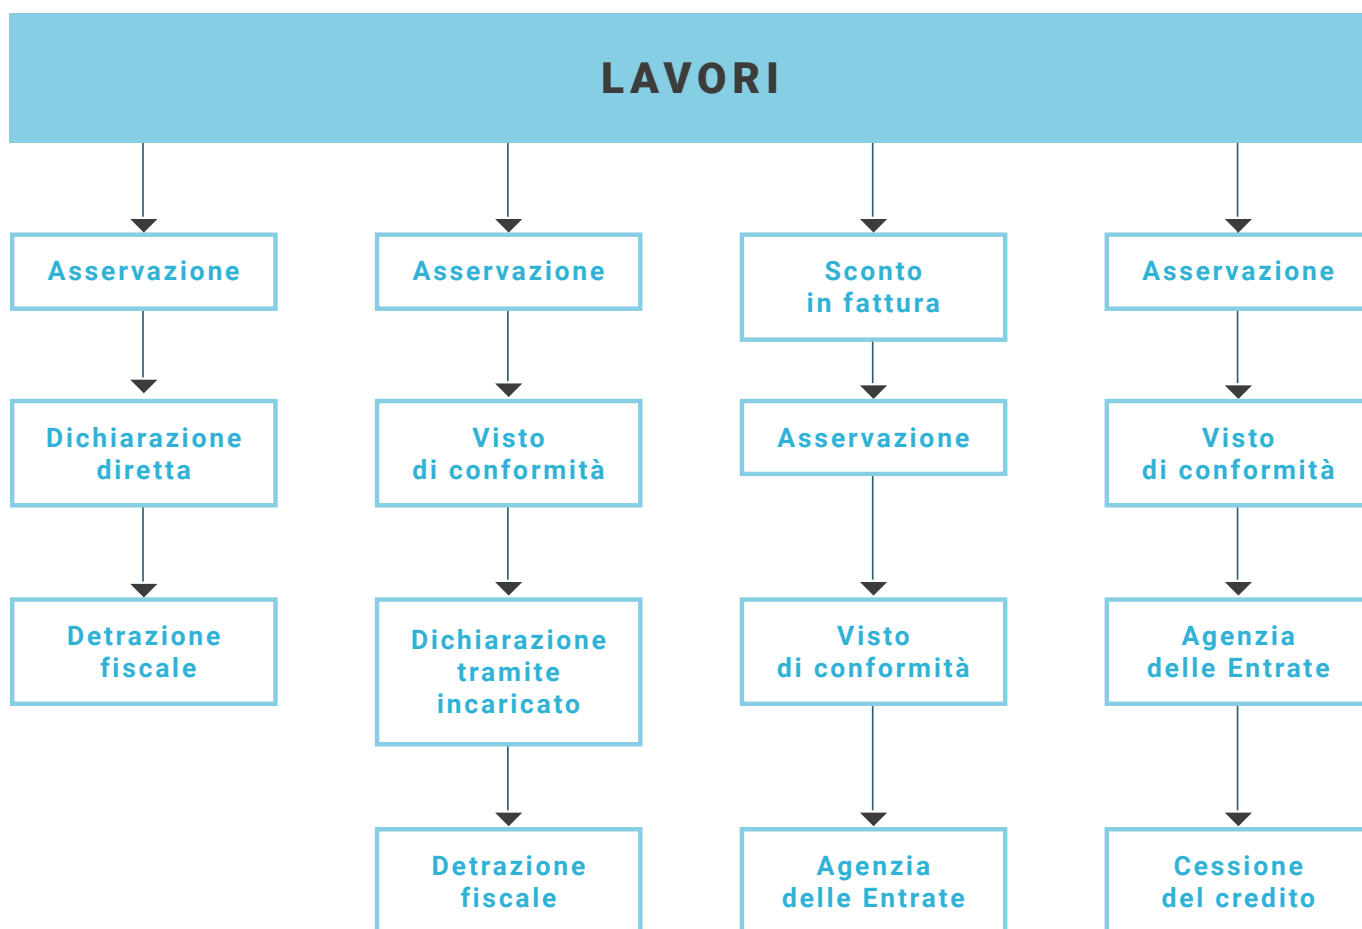 LAVORI
Asservazione
Dichiarazione
diretta
Detrazione
fiscale
Asservazione
Visto
di conformità
Dichiarazione
tramite
incaricato
Detrazione
fiscale
Sconto
in fattura
Asservazione
Visto
di conformità
Agenzia
delle Entrate
Asservazione
Visto
di conformità
Agenzia
delle Entrate
Cessione
del credito